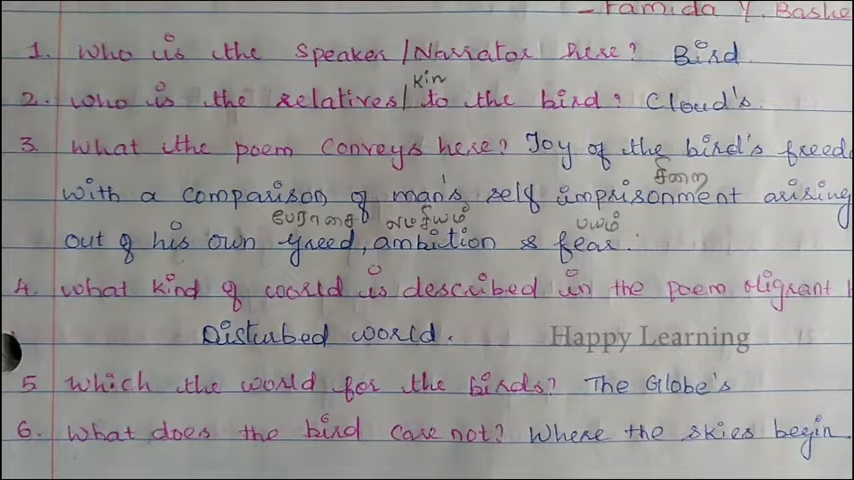 - Famida Y. Bashe
1. Who is the Speaker/Narrator here? Bird
kin
2. Who is the relatives/ to the bird? Cloud's.
3. What the poem Conveys here? Joy of the bird's freed
சிறை
with a comparison of man's self imprisonment arising
பேராசை லட்சியம் பயம்
out of his own greed, ambition & fear.
4. What kind of world is described in the poem Migrant
Disturbed world. Happy Learning
5 Which the world for the birds? The Globe's
6. What does the bird care not? Where the skies begin.